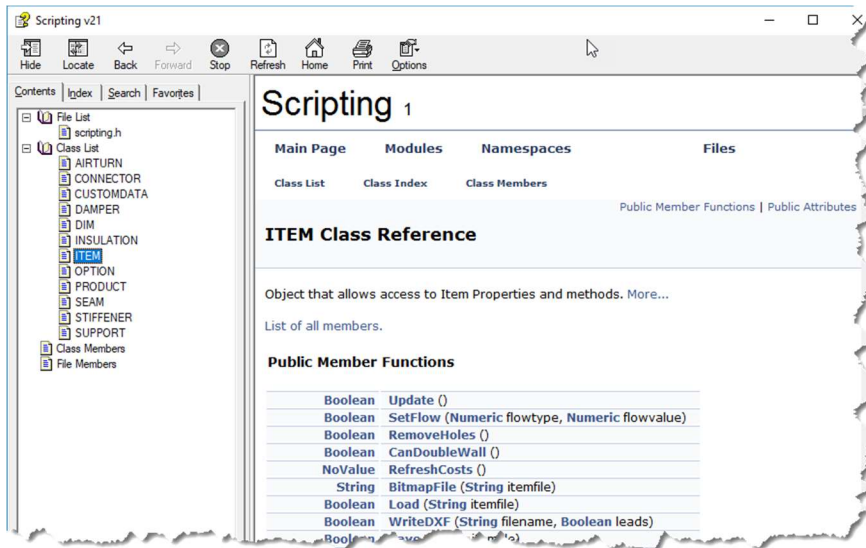 Scripting v21
Hide Locate Back Forward Stop Refresh Home Print Options
Contents Index Search Favorites
File List
scripting.h
Class List
AIRTURN
CONNECTOR
CUSTOMDATA
DAMPER
DIM
INSULATION
ITEM
OPTION
PRODUCT
SEAM
STIFFENER
SUPPORT
Class Members
File Members
Scripting 1
Main Page Modules Namespaces Files
Class List Class Index Class Members
Public Member Functions | Public Attributes
ITEM Class Reference
Object that allows access to Item Properties and methods. More...
List of all members.
Public Member Functions
Boolean Update ()
Boolean SetFlow (Numeric flowtype, Numeric flowvalue)
Boolean RemoveHoles ()
Boolean CanDoubleWall ()
NoValue RefreshCosts ()
String BitmapFile (String itemfile)
Boolean Load (String itemfile)
Boolean WriteDXF (String filename, Boolean leads)